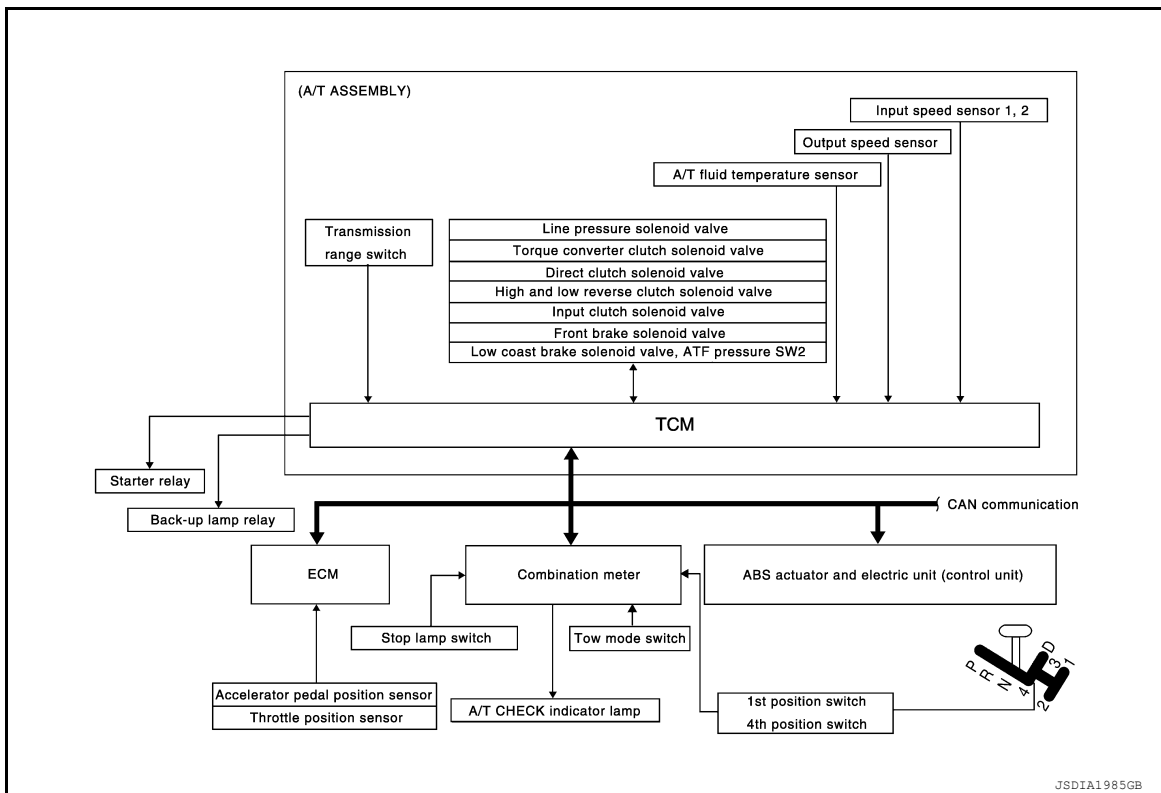 (A/T ASSEMBLY)
Input speed sensor 1, 2
Output speed sensor
A/T fluid temperature sensor
Transmission
range switch
Line pressure solenoid valve
Torque converter clutch solenoid valve
Direct clutch solenoid valve
High and low reverse clutch solenoid valve
Input clutch solenoid valve
Front brake solenoid valve
Low coast brake solenoid valve, ATF pressure SW2
TCM
Starter relay
Back-up lamp relay
CAN communication
ECM
Combination meter
ABS actuator and electric unit (control unit)
Stop lamp switch
Tow mode switch
Accelerator pedal position sensor
Throttle position sensor
A/T CHECK indicator lamp
1st position switch
4th position switch
P R N 4 3 D
2 1
JSDIA1985GB